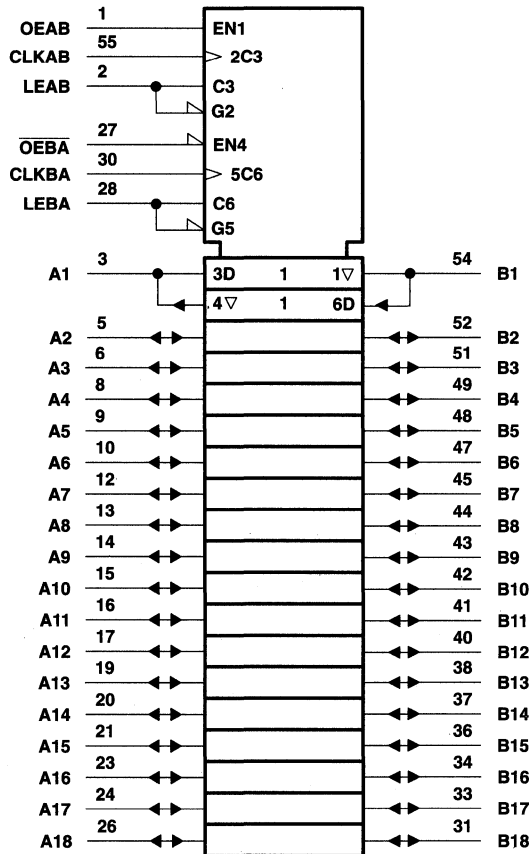 1
OEAB EN1
55
CLKAB 2C3
2
LEAB C3
G2
27
OEBA EN4
30
CLKBA 5C6
28
LEBA C6
G5
3 54
A1 3D 1 1▽ B1
4▽ 1 6D
5 52
A2 B2
6 51
A3 B3
8 49
A4 B4
9 48
A5 B5
10 47
A6 B6
12 45
A7 B7
13 44
A8 B8
14 43
A9 B9
15 42
A10 B10
16 41
A11 B11
17 40
A12 B12
19 38
A13 B13
20 37
A14 B14
21 36
A15 B15
23 34
A16 B16
24 33
A17 B17
26 31
A18 B18